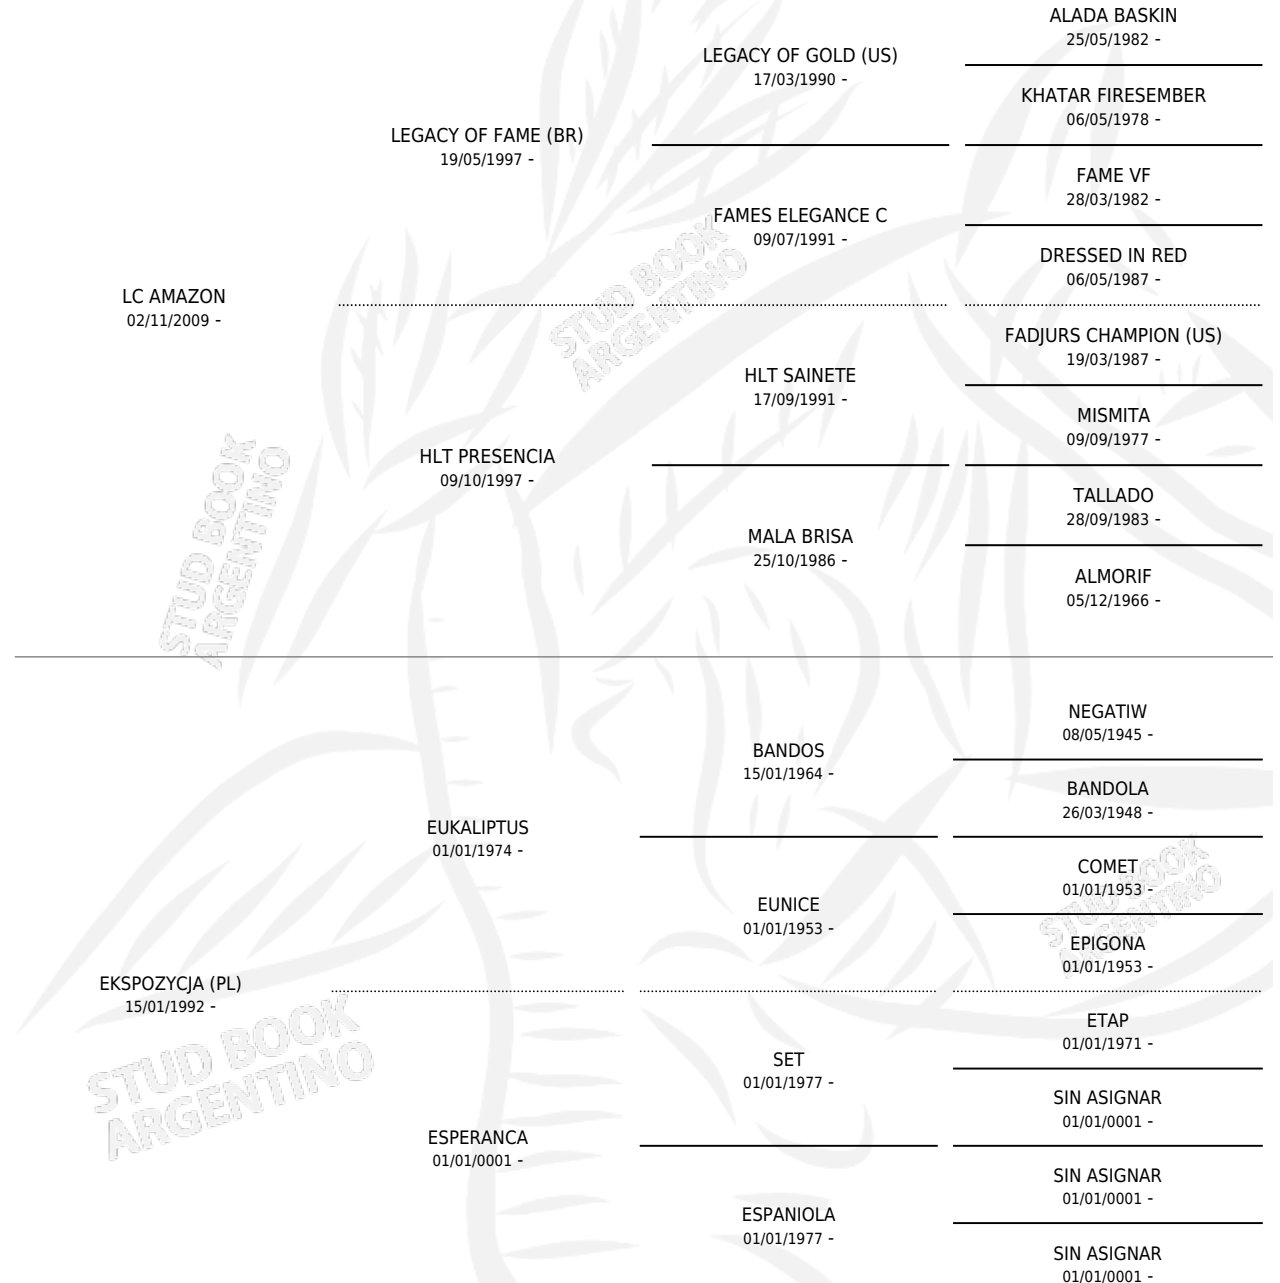 ALADA BASKIN
25/05/1982 -
LEGACY OF GOLD (US)
17/03/1990 -
KHATAR FIRESEMBER
06/05/1978 -
LEGACY OF FAME (BR)
19/05/1997 -
FAME VF
28/03/1982 -
FAMES ELEGANCE C
09/07/1991 -
DRESSED IN RED
06/05/1987 -
LC AMAZON
02/11/2009 -
STUD BOOK
ARGENTINO
FADJURS CHAMPION (US)
19/03/1987 -
HLT SAINETE
17/09/1991 -
MISMITA
09/09/1977 -
HLT PRESENCIA
09/10/1997 -
TALLADO
28/09/1983 -
MALA BRISA
25/10/1986 -
ALMORIF
05/12/1966 -
STUD BOOK
ARGENTINO
NEGATIW
08/05/1945 -
BANDOS
15/01/1964 -
BANDOLA
26/03/1948 -
EUKALIPTUS
01/01/1974 -
COMET
01/01/1953 -
EUNICE
01/01/1953 -
EPIGONA
01/01/1953 -
STUD BOOK
ARGENTINO
EKSPOZYCJA (PL)
15/01/1992 -
ETAP
01/01/1971 -
SET
01/01/1977 -
SIN ASIGNAR
01/01/0001 -
STUD BOOK
ARGENTINO
ESPERANCA
01/01/0001 -
SIN ASIGNAR
01/01/0001 -
ESPANIOLA
01/01/1977 -
SIN ASIGNAR
01/01/0001 -